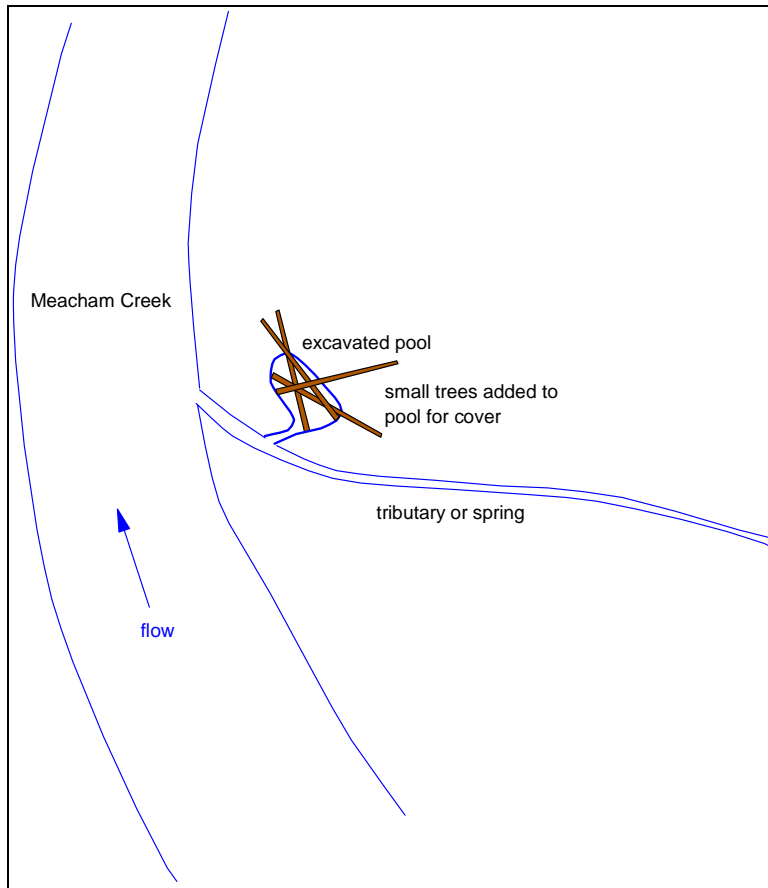 Meacham Creek
excavated pool
small trees added to
pool for cover
tributary or spring
flow